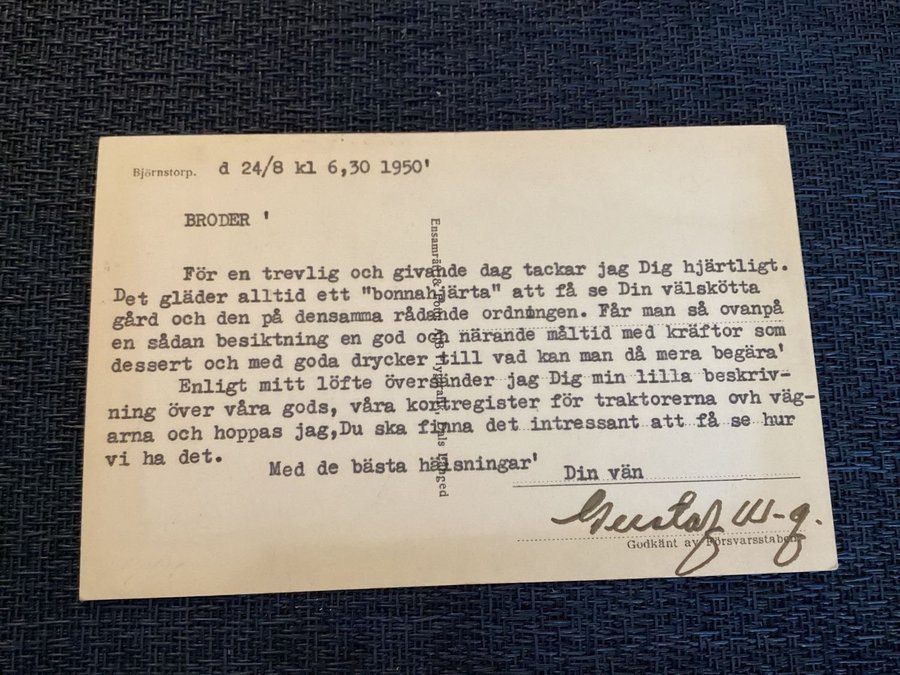 Björnstorp. d 24/8 kl 6,30 1950'
BRODER '
För en trevlig och givande dag tackar jag Dig hjärtligt.
Det gläder alltid ett "bonnahjärta" att få se Din välskötta
gård och den på densamma rådande ordningen. Får man så ovanpå
en sådan besiktning en god och närande måltid med kräftor som
dessert och med goda drycker till vad kan man då mera begära'
Enligt mitt löfte översänder jag Dig min lilla beskriv-
ning över våra gods, våra kortregister för traktorerna ovh väg-
arna och hoppas jag,Du ska finna det intressant att få se hur
vi ha det.
Med de bästa hälsningar'
Din vän
Gustaf W-g.
Godkänt av Försvarsstaben
Ensamrätt & Foto: